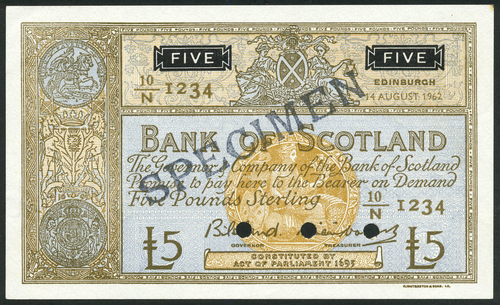 FIVE FIVE
10/N 1234
EDINBURGH
14 AUGUST 1962
SPECIMEN
BANK OF SCOTLAND
The Governor & Company of the Bank of Scotland
Promise to pay here to the Bearer on Demand
Five Pounds Sterling
10/N 1234
£5 £5
GOVERNOR TREASURER
CONSTITUTED BY
ACT OF PARLIAMENT 1695